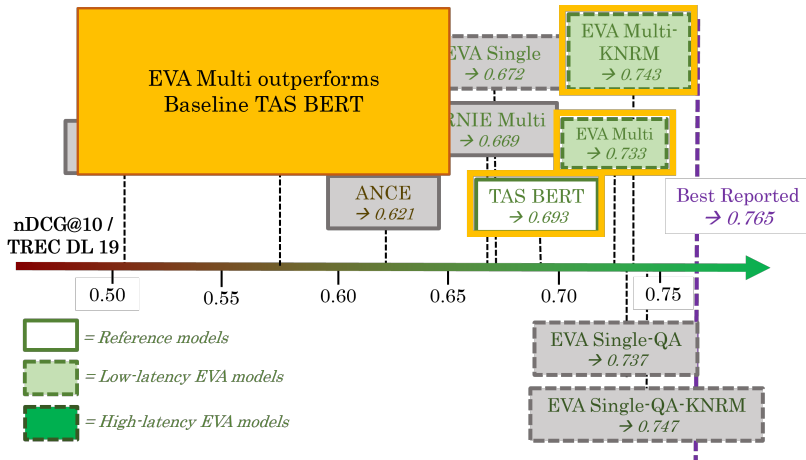 EVA Multi outperforms
Baseline TAS BERT
EVA Single
→ 0.672
EVA Multi-
KNRM
→ 0.743
Multi
→ 0.669
EVA Multi
→ 0.733
ANCE
→ 0.621
TAS BERT
→ 0.693
Best Reported
→ 0.765
nDCG@10 /
TREC DL 19
0.50
0.55
0.60
0.65
0.70
0.75
= Reference models
= Low-latency EVA models
= High-latency EVA models
EVA Single-QA
→ 0.737
EVA Single-QA-KNRM
→ 0.747